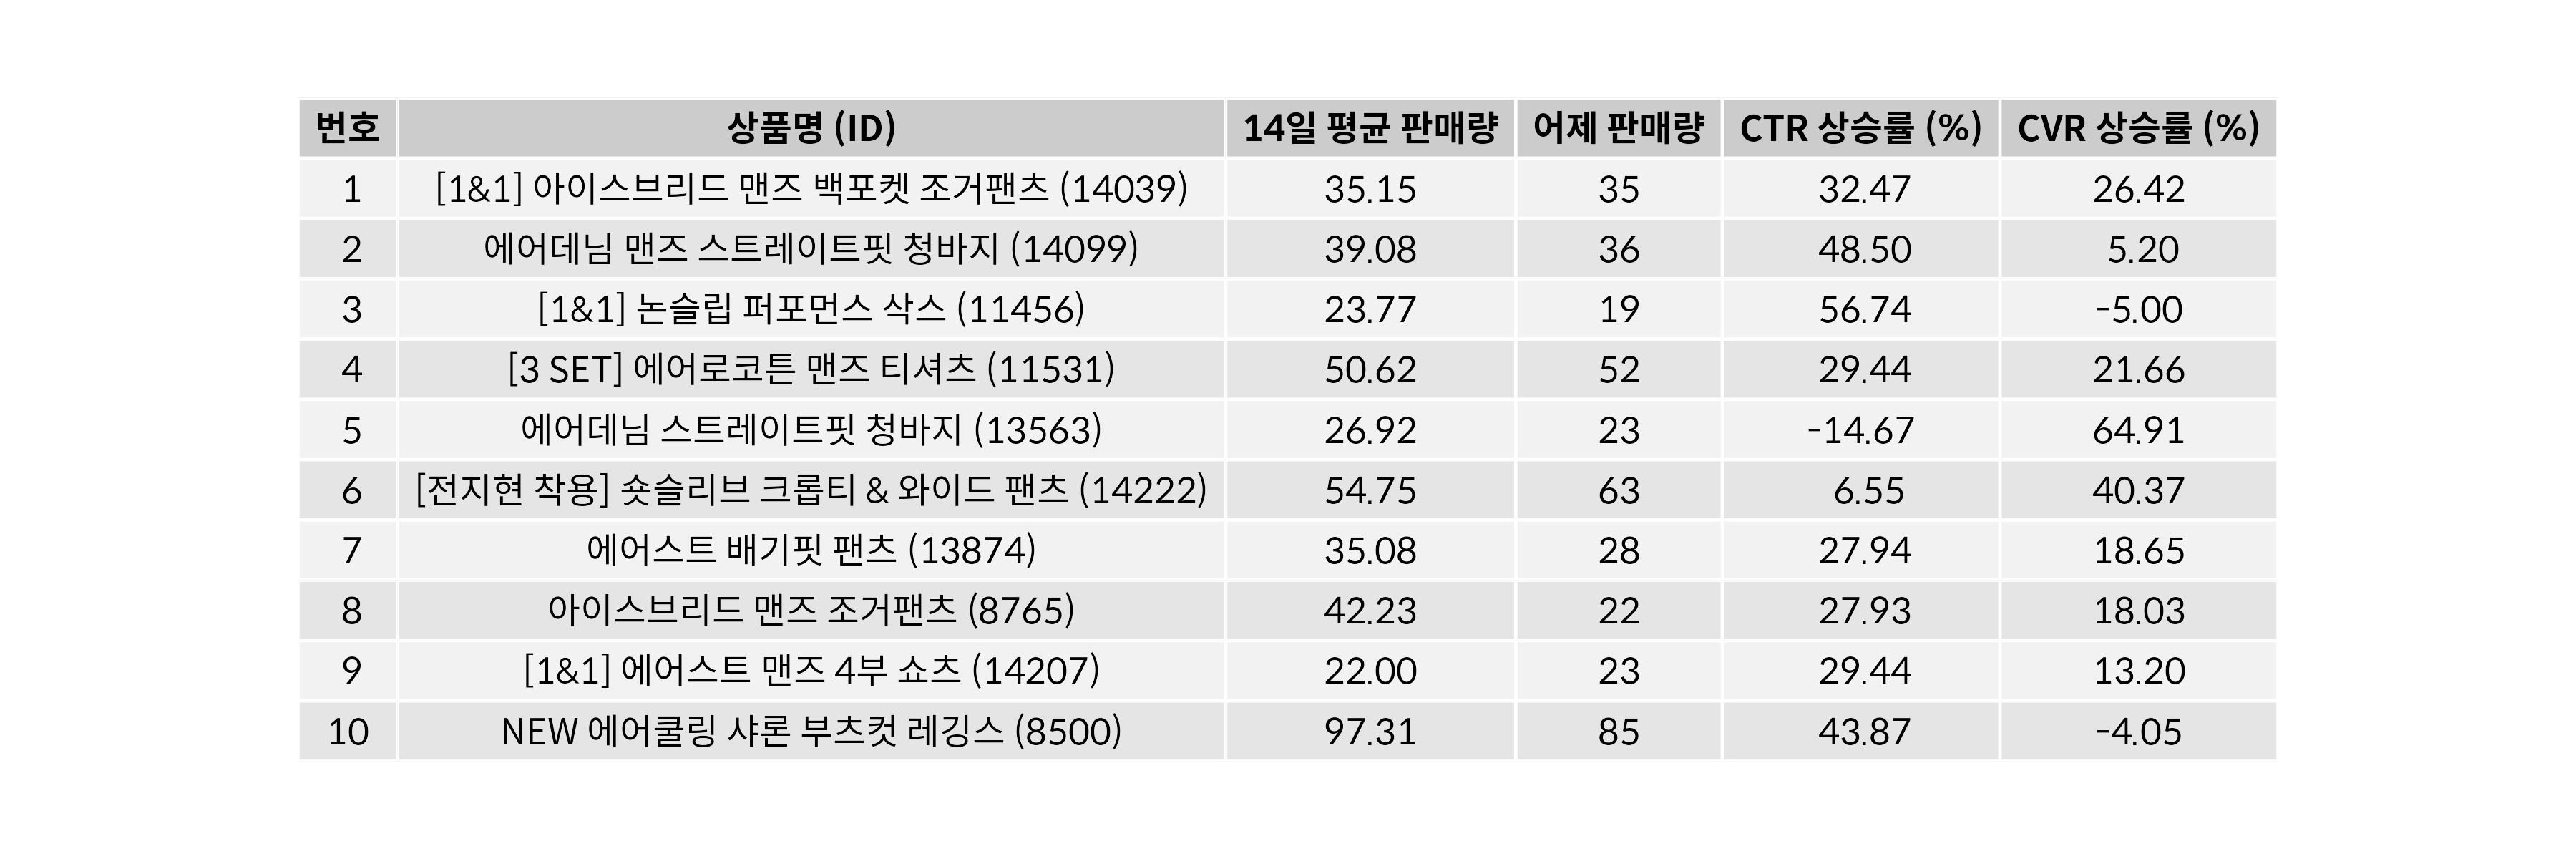 번호 상품명 (ID) 14일 평균 판매량 어제 판매량 CTR 상승률 (%) CVR 상승률 (%)
1 [1&1] 아이스브리드 맨즈 백포켓 조거팬츠 (14039) 35.15 35 32.47 26.42
2 에어데님 맨즈 스트레이트핏 청바지 (14099) 39.08 36 48.50 5.20
3 [1&1] 논슬립 퍼포먼스 삭스 (11456) 23.77 19 56.74 -5.00
4 [3 SET] 에어로코튼 맨즈 티셔츠 (11531) 50.62 52 29.44 21.66
5 에어데님 스트레이트핏 청바지 (13563) 26.92 23 -14.67 64.91
6 [전지현 착용] 숏슬리브 크롭티 & 와이드 팬츠 (14222) 54.75 63 6.55 40.37
7 에어스트 배기핏 팬츠 (13874) 35.08 28 27.94 18.65
8 아이스브리드 맨즈 조거팬츠 (8765) 42.23 22 27.93 18.03
9 [1&1] 에어스트 맨즈 4부 쇼츠 (14207) 22.00 23 29.44 13.20
10 NEW 에어쿨링 샤론 부츠컷 레깅스 (8500) 97.31 85 43.87 -4.05